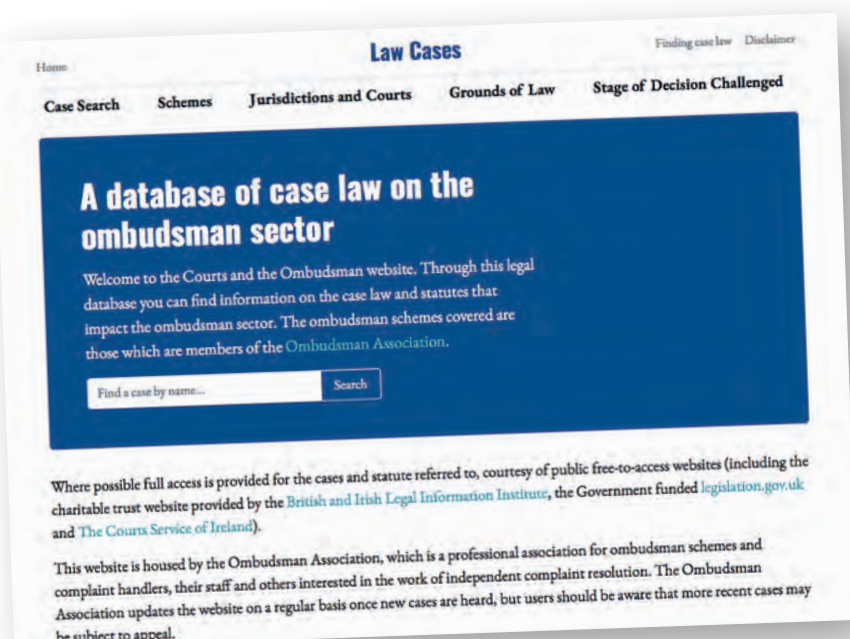 Home
Law Cases
Finding case law Disclaimer
Case Search Schemes Jurisdictions and Courts Grounds of Law Stage of Decision Challenged
A database of case law on the
ombudsman sector
Welcome to the Courts and the Ombudsman website. Through this legal
database you can find information on the case law and statutes that
impact the ombudsman sector. The ombudsman schemes covered are
those which are members of the Ombudsman Association.
Find a case by name...
Search
Where possible full access is provided for the cases and statute referred to, courtesy of public free-to-access websites (including the
charitable trust website provided by the British and Irish Legal Information Institute, the Government funded legislation.gov.uk
and The Courts Service of Ireland).
This website is housed by the Ombudsman Association, which is a professional association for ombudsman schemes and
complaint handlers, their staff and others interested in the work of independent complaint resolution. The Ombudsman
Association updates the website on a regular basis once new cases are heard, but users should be aware that more recent cases may
be subject to appeal.